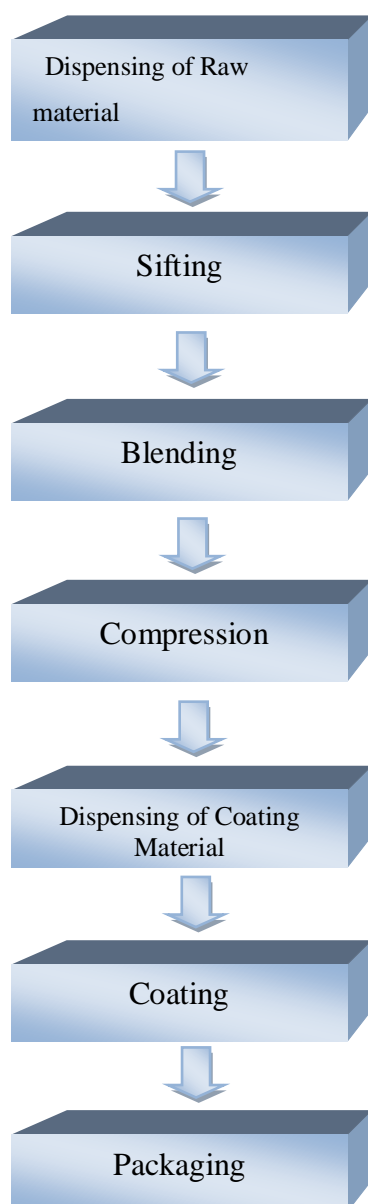 Dispensing of Raw
material
Sifting
Blending
Compression
Dispensing of Coating
Material
Coating
Packaging